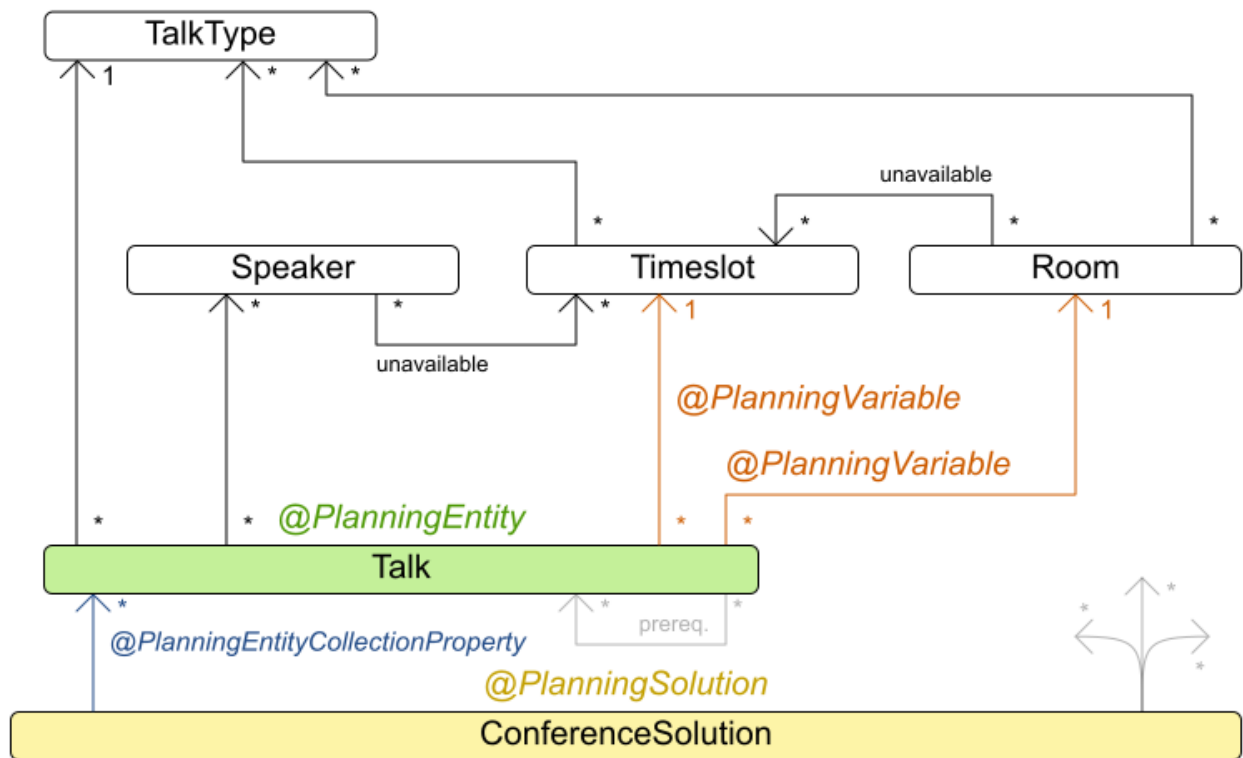 TalkType
1
*
*
unavailable
*
*
*
*
Speaker
Timeslot
Room
*
*
*
1
1
unavailable
@PlanningVariable
@PlanningVariable
*
*
@PlanningEntity
*
*
Talk
*
*
*
*
*
prereq.
@PlanningEntityCollectionProperty
*
@PlanningSolution
ConferenceSolution